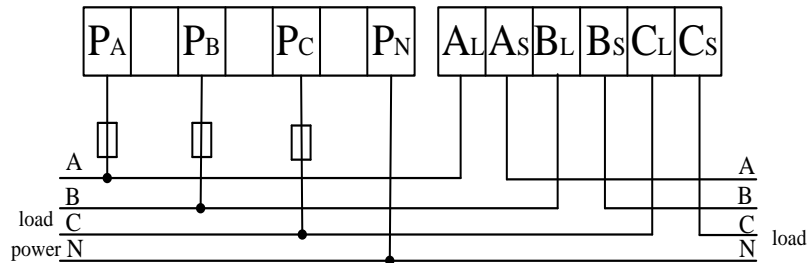 PA PB PC PN AL AS BL BS CL CS
A A
B B
load C C load
power N N